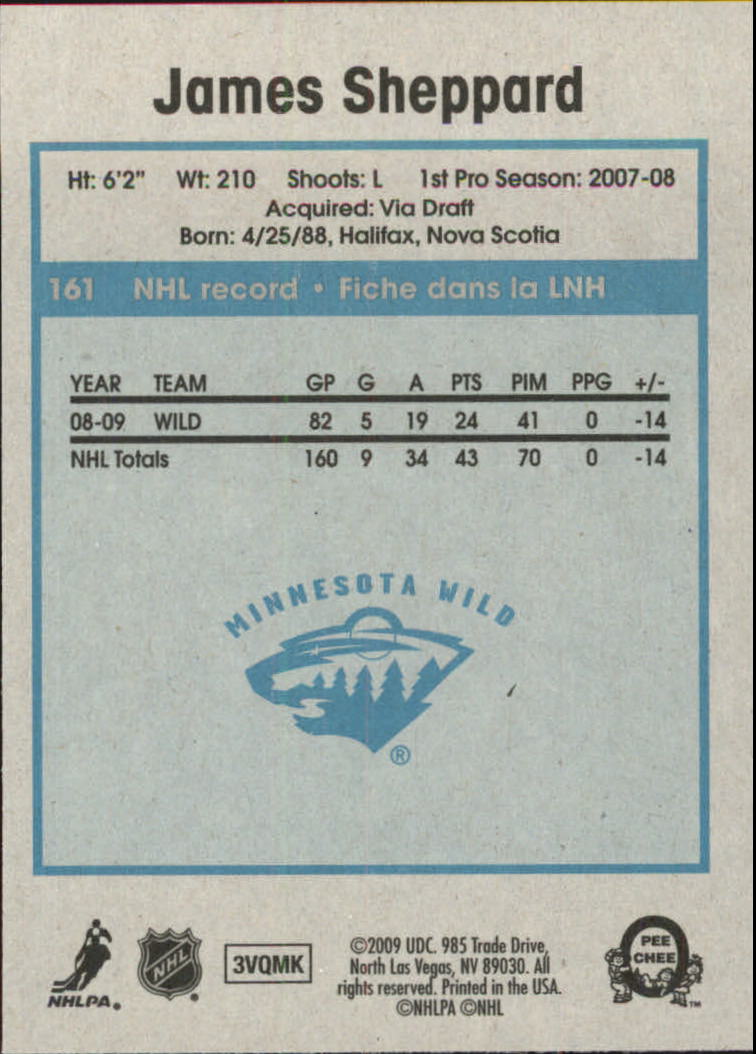 James Sheppard
Ht: 6'2" Wt: 210 Shoots: L 1st Pro Season: 2007-08
Acquired: Via Draft
Born: 4/25/88, Halifax, Nova Scotia
161 NHL record • Fiche dans la LNH
YEAR TEAM GP G A PTS PIM PPG +/-
08-09 WILD 82 5 19 24 41 0 -14
NHL Totals 160 9 34 43 70 0 -14
MINNESOTA WILD
®
NHLPA.
NHL
3VQMK
©2009 UDC. 985 Trade Drive,
North Las Vegas, NV 89030. All
rights reserved. Printed in the USA.
©NHLPA ©NHL
O
PEE
CHEE
TM